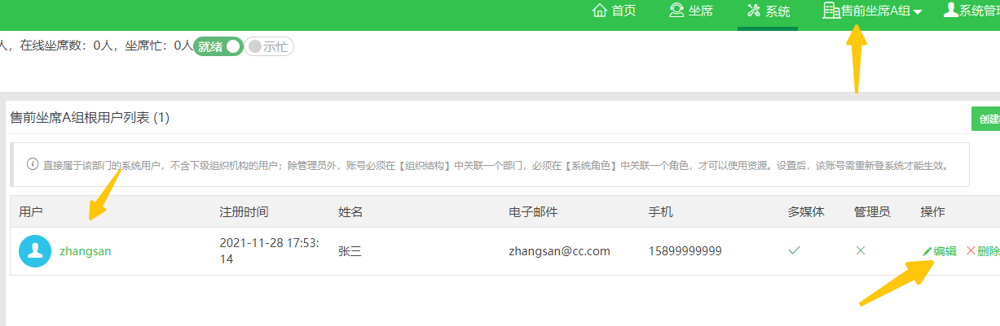 首页 坐席 系统 售前坐席A组 系统管
人，在线坐席数：0人，坐席忙：0人 就绪 示忙
售前坐席A组根用户列表 (1) 创建
直接属于该部门的系统用户，不含下级组织机构的用户；除管理员外，账号必须在【组织结构】中关联一个部门，必须在【系统角色】中关联一个角色，才可以使用资源。设置后，该账号需重新登系统才能生效。
用户 注册时间 姓名 电子邮件 手机 多媒体 管理员 操作
zhangsan 2021-11-28 17:53:14 张三 zhangsan@cc.com 15899999999 编辑 删除